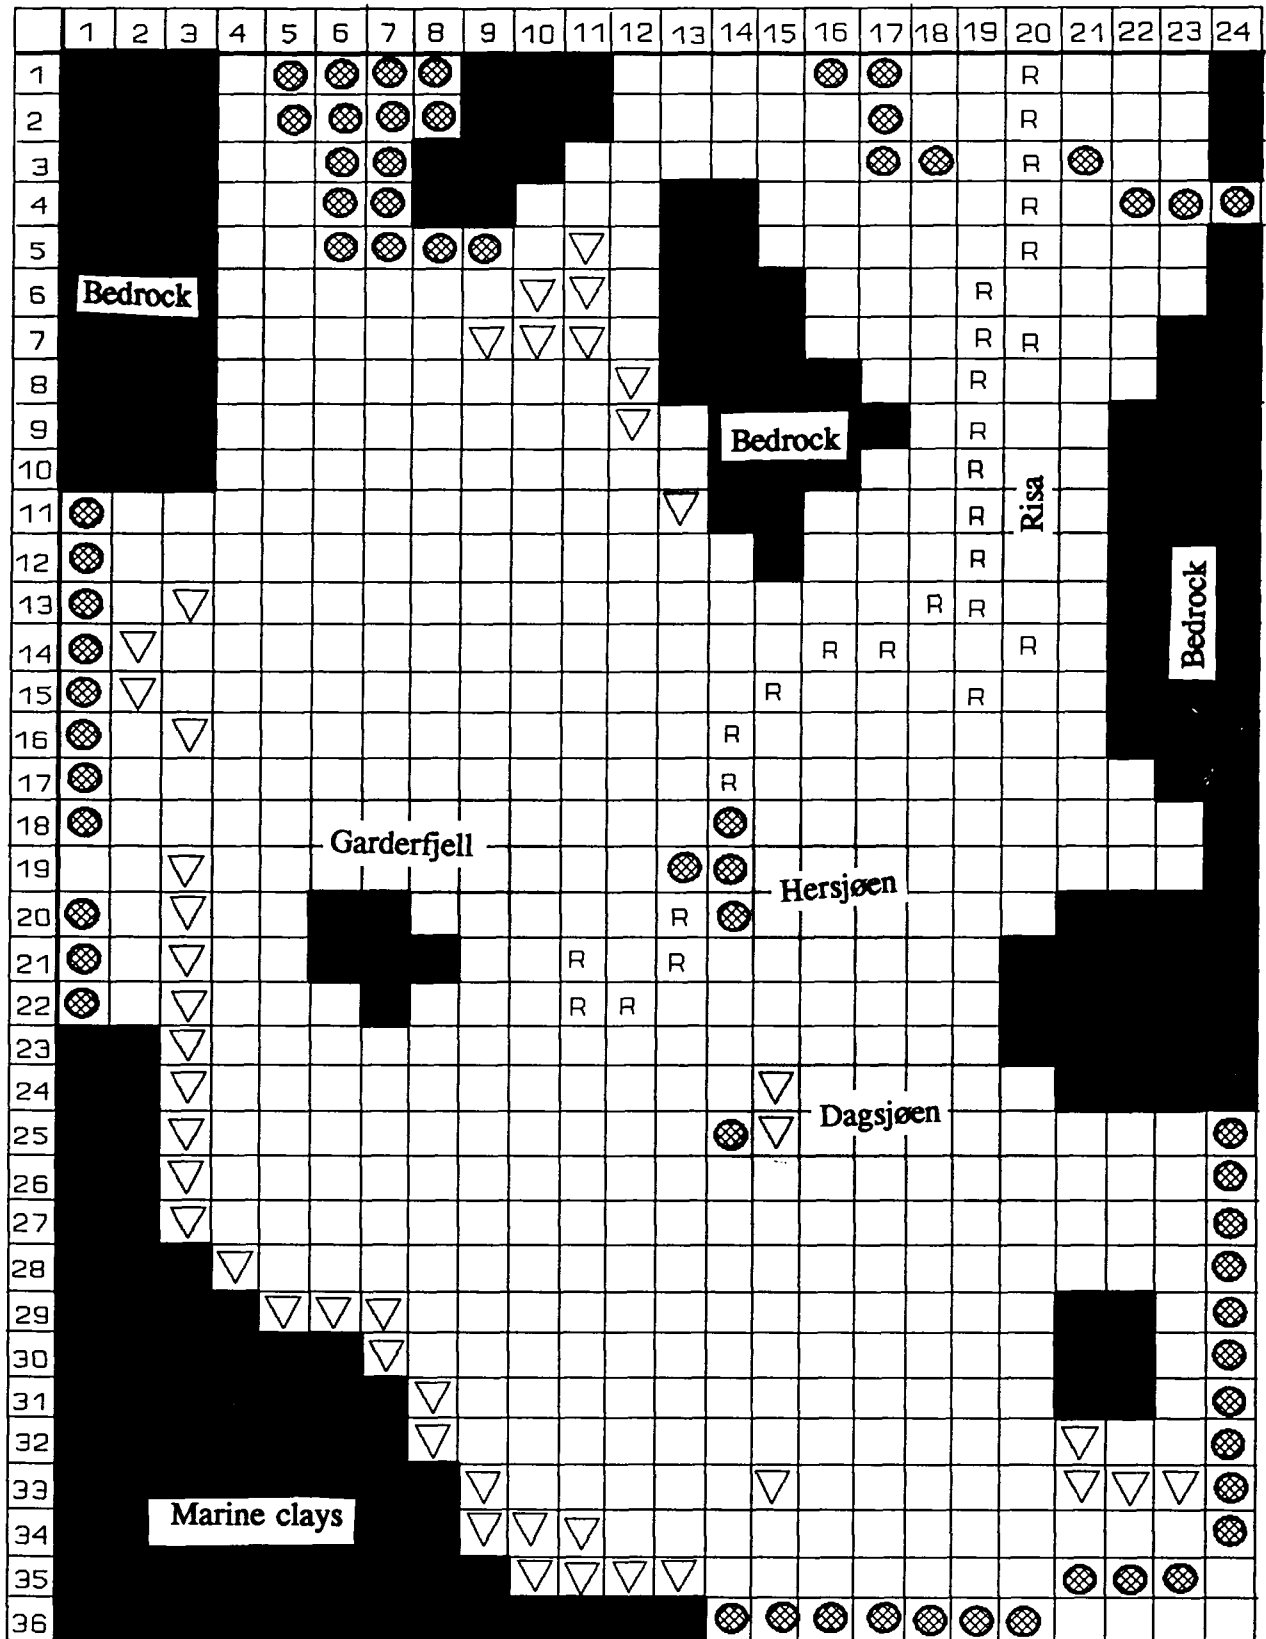 1 2 3 4 5 6 7 8 9 10 11 12 13 14 15 16 17 18 19 20 21 22 23 24
1 R
2 R
3 R
4 R
5 R
6 Bedrock R
7 R R
8 R
9 Bedrock R
10 R
11 R Risa
12 R
13 R R Bedrock
14 R R R
15 R R
16 R
17 R
18
Garderfjell
19
Hersjøen
20 R
21 R R
22 R R
23
24
25 Dagsjøen
26
27
28
29
30
31
32
33
34 Marine clays
35
36